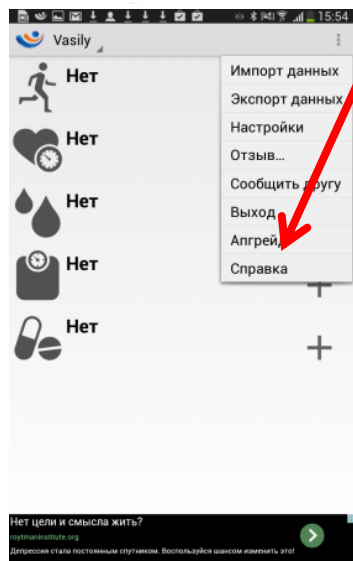 15:54
Vasily
Нет
Импорт данных
Экспорт данных
Настройки
Отзыв...
Сообщить другу
Выход
Апгрейд
Справка
Нет
Нет
Нет
Нет
Нет цели и смысла жить?
roytmaninstitute.org
Депрессия стала постоянным спутником. Воспользуйся шансом изменить это!